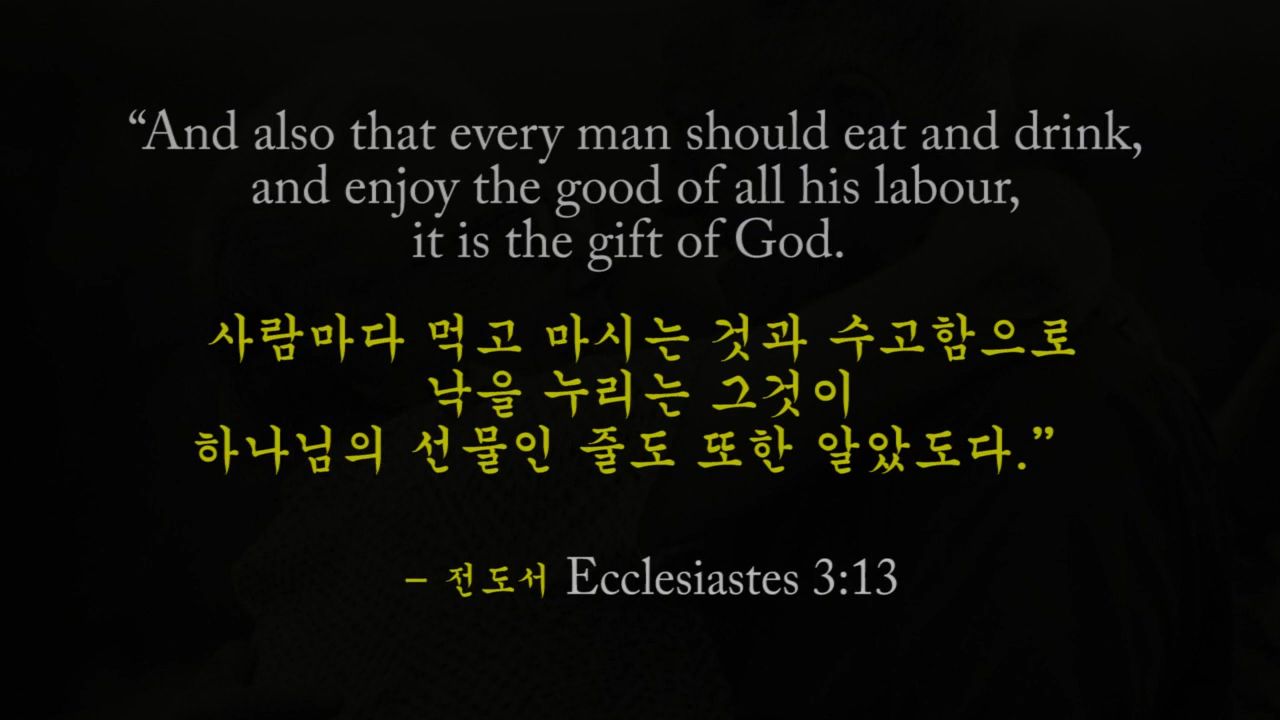 “And also that every man should eat and drink,
and enjoy the good of all his labour,
it is the gift of God.
사람마다 먹고 마시는 것과 수고함으로
낙을 누리는 그것이
하나님의 선물인 줄도 또한 알았도다.”
– 전도서 Ecclesiastes 3:13